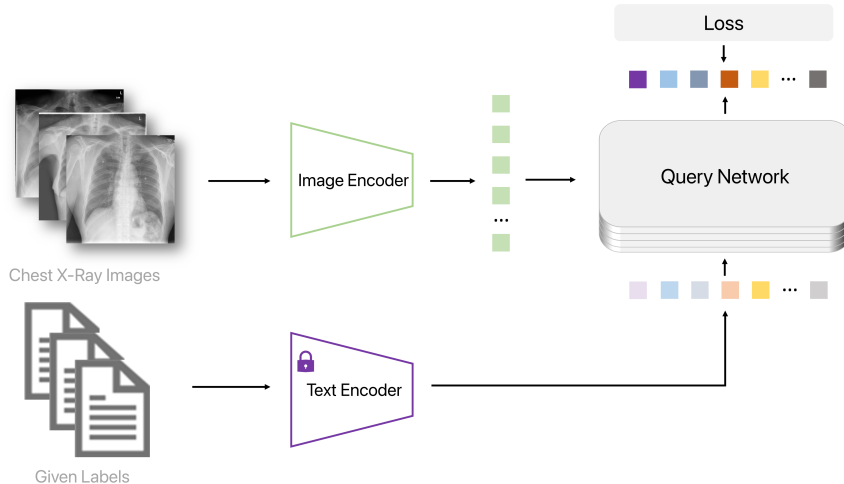 Loss
Image Encoder
Query Network
Chest X-Ray Images
Text Encoder
Given Labels